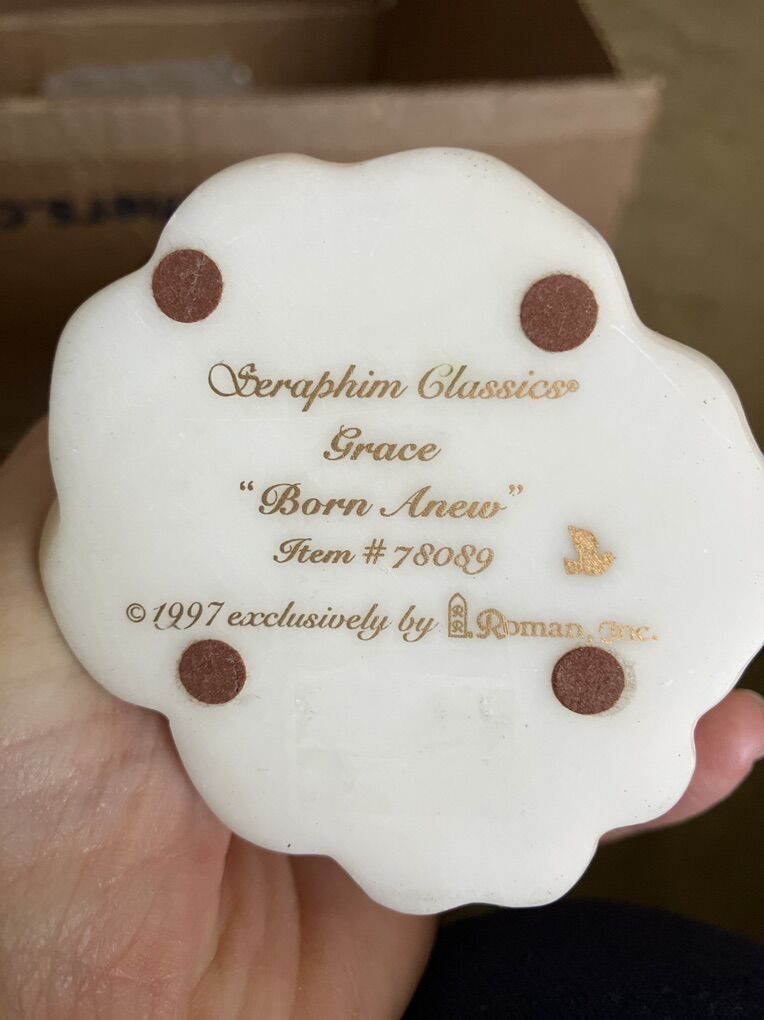 Seraphim Classics®
Grace
“Born Anew”
Item # 78089
© 1997 exclusively by Roman, Inc.